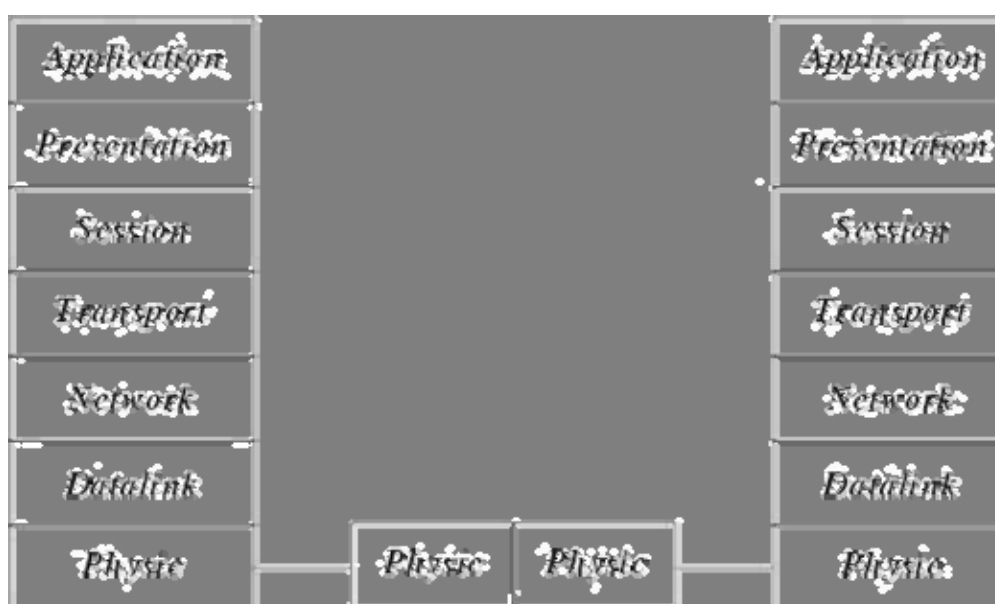 Application Application
Presentation Presentation
Session Session
Transport Transport
Network Network
Datalink Datalink
Physic Physic Physic Physic